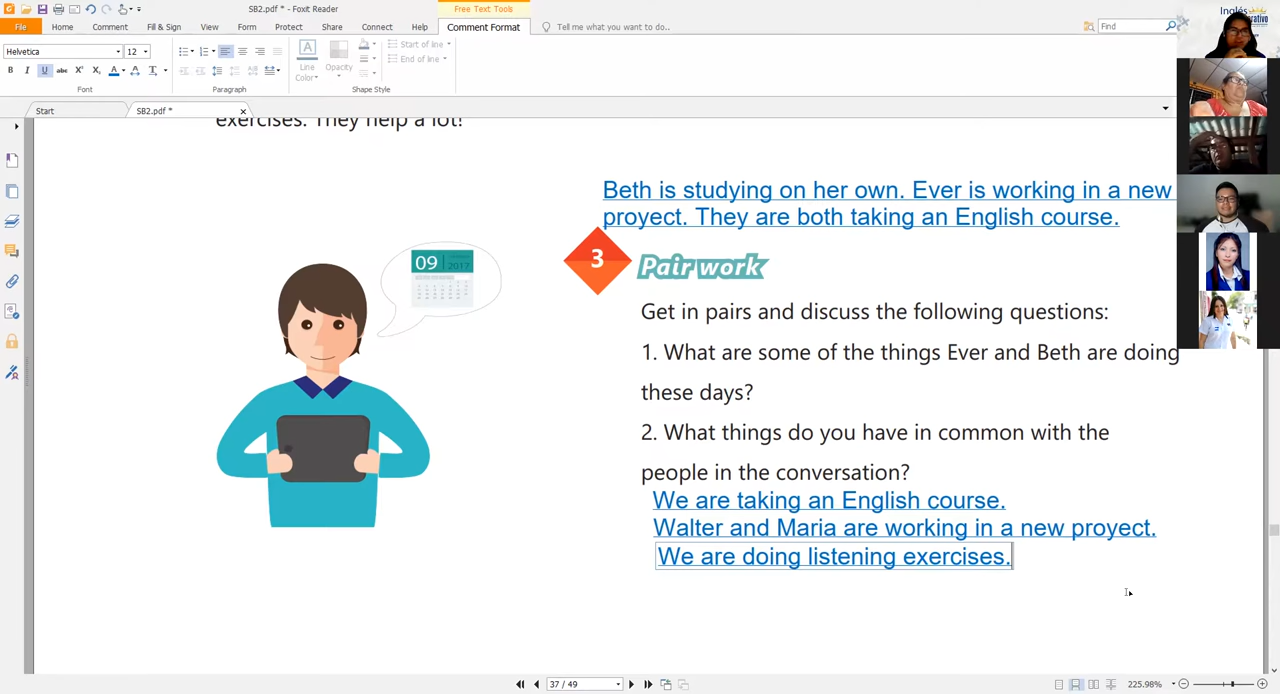 SB2.pdf * - Foxit Reader
Free Text Tools
File
Home
Comment
Fill & Sign
View
Form
Protect
Share
Connect
Help
Comment Format
Tell me what you want to do..
Find
Inglés
Helvetica
12
Start of line
End of line
B I U abc X² X₂ A A T
Line Color
Opacity
Font
Paragraph
Shape Style
Start
SB2.pdf *
exercises. They help a lot!
Beth is studying on her own. Ever is working in a new
proyect. They are both taking an English course.
3
Pair work
09
2017
Get in pairs and discuss the following questions:
1. What are some of the things Ever and Beth are doing
these days?
2. What things do you have in common with the
people in the conversation?
We are taking an English course.
Walter and Maria are working in a new proyect.
We are doing listening exercises.
37 / 49
225.98%